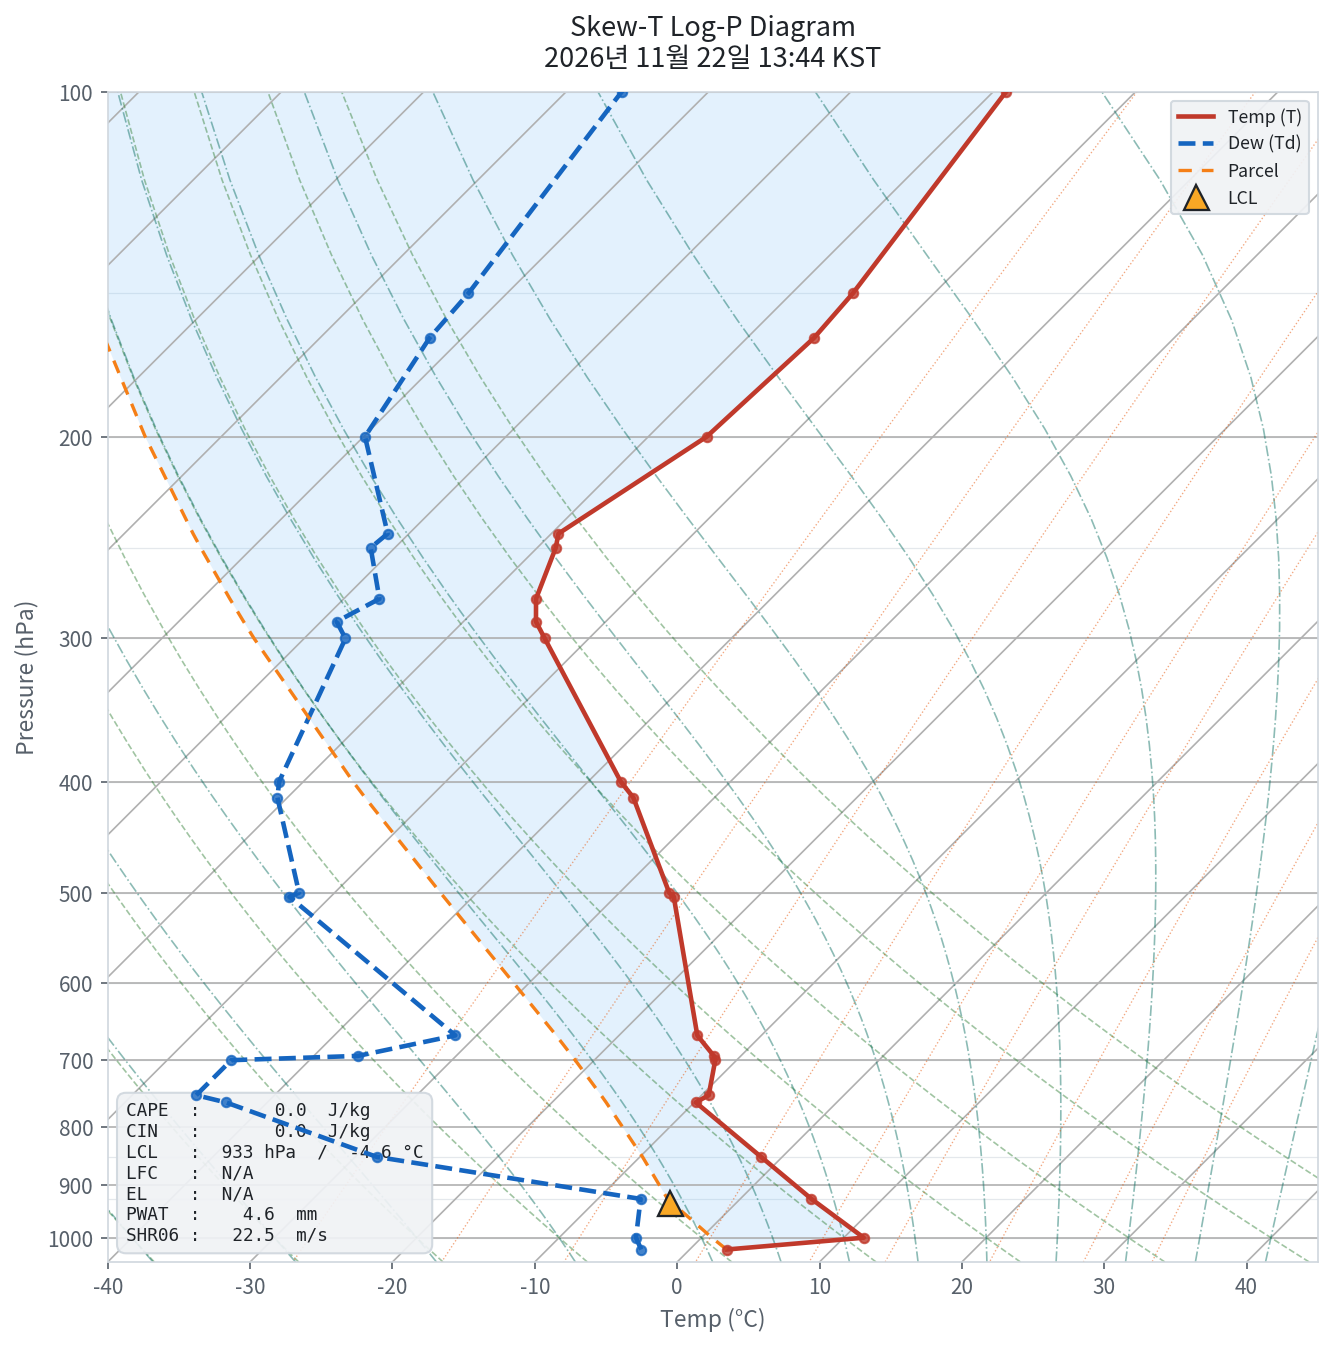 Skew-T Log-P Diagram
2026년 11월 22일 13:44 KST
Temp (T)
Dew (Td)
Parcel
LCL
Pressure (hPa)
100
200
300
400
500
600
700
800
900
1000
CAPE : 0.0 J/kg
CIN : 0.0 J/kg
LCL : 933 hPa / -4.6 °C
LFC : N/A
EL : N/A
PWAT : 4.6 mm
SHR06 : 22.5 m/s
-40 -30 -20 -10 0 10 20 30 40
Temp (°C)